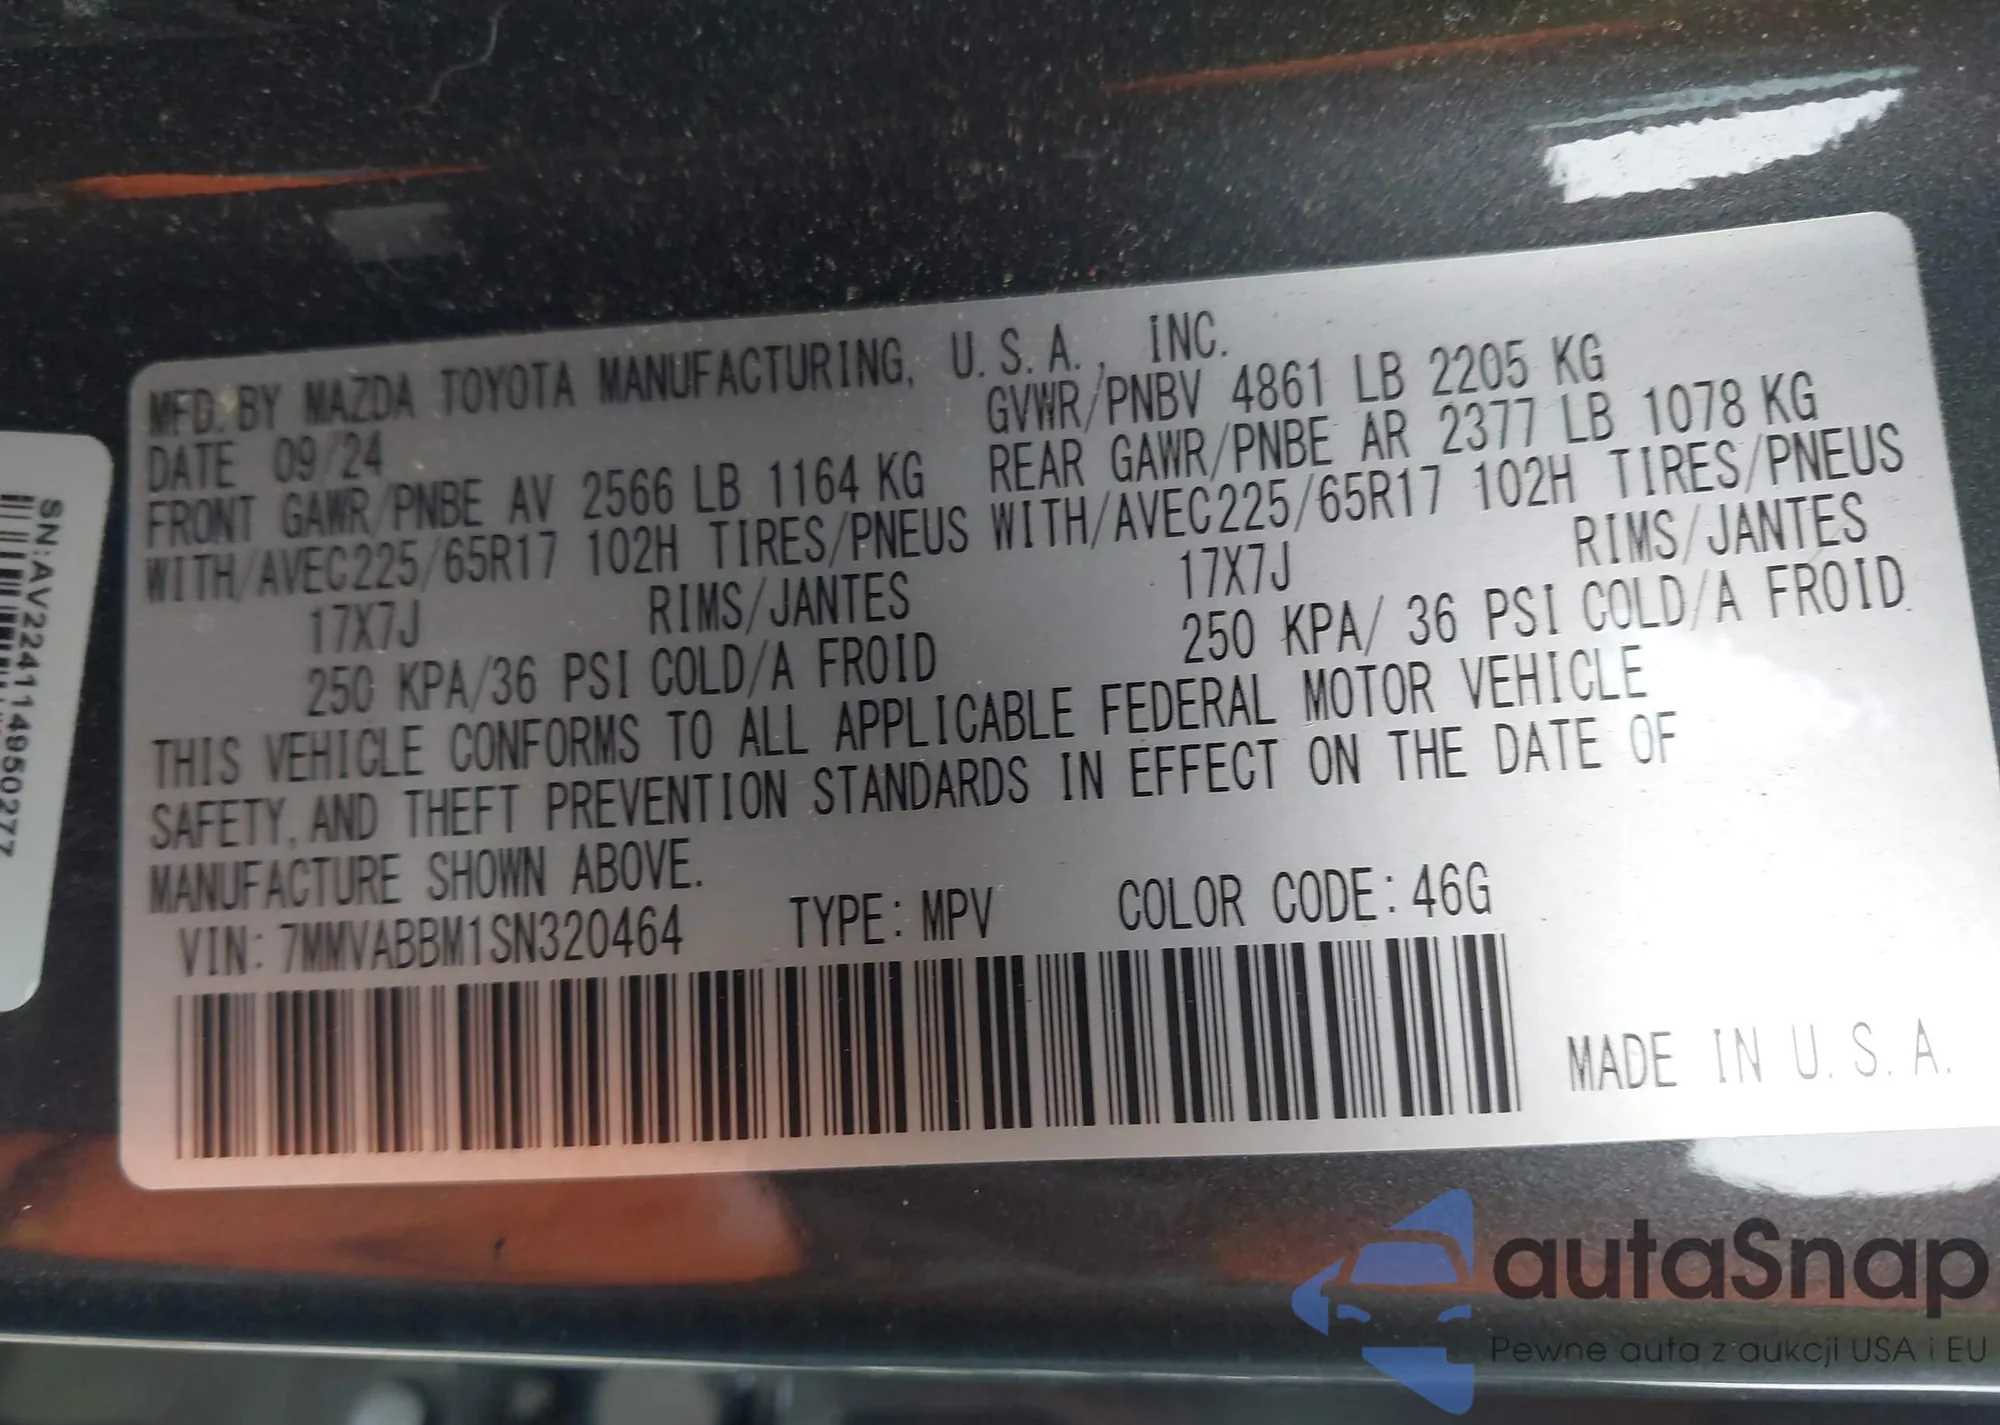 MFD. BY MAZDA TOYOTA MANUFACTURING, U.S.A., INC.
DATE 09/24 GVWR/PNBV 4861 LB 2205 KG
FRONT GAWR/PNBE AV 2566 LB 1164 KG REAR GAWR/PNBE AR 2377 LB 1078 KG
WITH/AVEC225/65R17 102H TIRES/PNEUS WITH/AVEC225/65R17 102H TIRES/PNEUS
17X7J RIMS/JANTES 17X7J RIMS/JANTES
250 KPA/36 PSI COLD/A FROID 250 KPA/ 36 PSI COLD/A FROID
THIS VEHICLE CONFORMS TO ALL APPLICABLE FEDERAL MOTOR VEHICLE
SAFETY, AND THEFT PREVENTION STANDARDS IN EFFECT ON THE DATE OF
MANUFACTURE SHOWN ABOVE.
VIN: 7MMVABBM1SN320464 TYPE: MPV COLOR CODE: 46G
MADE IN U.S.A.
SN:AV224114950277
autaSnap
Pewne auta z aukcji USA i EU